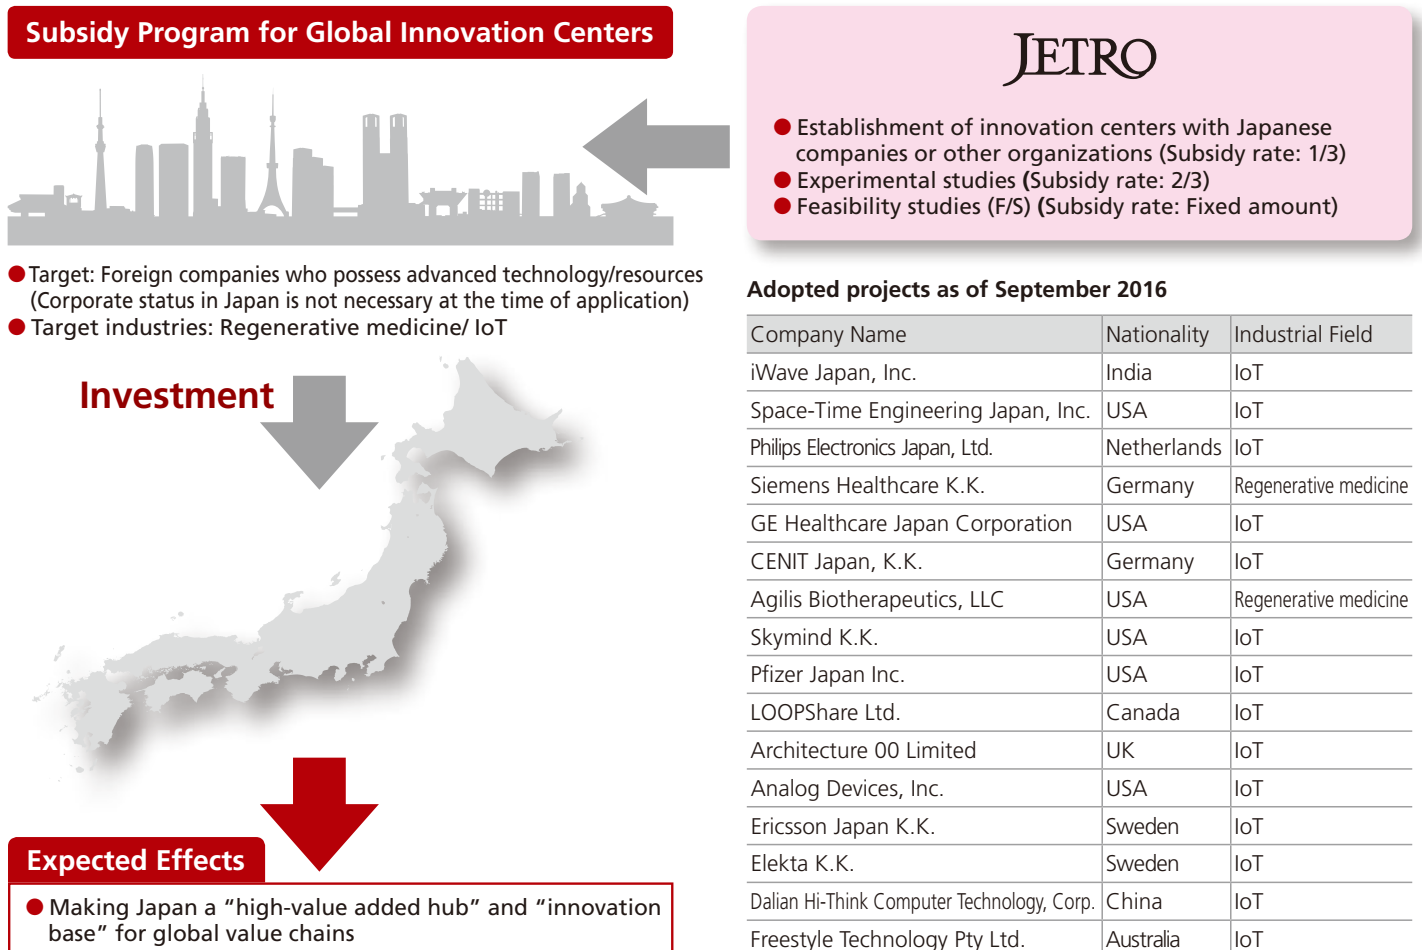 Subsidy Program for Global Innovation Centers
● Target: Foreign companies who possess advanced technology/resources
(Corporate status in Japan is not necessary at the time of application)
● Target industries: Regenerative medicine/ IoT
Investment
Expected Effects
● Making Japan a “high-value added hub” and “innovation
base” for global value chains
JETRO
● Establishment of innovation centers with Japanese
companies or other organizations (Subsidy rate: 1/3)
● Experimental studies (Subsidy rate: 2/3)
● Feasibility studies (F/S) (Subsidy rate: Fixed amount)
Adopted projects as of September 2016
Company Name Nationality Industrial Field
iWave Japan, Inc. India IoT
Space-Time Engineering Japan, Inc. USA IoT
Philips Electronics Japan, Ltd. Netherlands IoT
Siemens Healthcare K.K. Germany Regenerative medicine
GE Healthcare Japan Corporation USA IoT
CENIT Japan, K.K. Germany IoT
Agilis Biotherapeutics, LLC USA Regenerative medicine
Skymind K.K. USA IoT
Pfizer Japan Inc. USA IoT
LOOPShare Ltd. Canada IoT
Architecture 00 Limited UK IoT
Analog Devices, Inc. USA IoT
Ericsson Japan K.K. Sweden IoT
Elekta K.K. Sweden IoT
Dalian Hi-Think Computer Technology, Corp. China IoT
Freestyle Technology Pty Ltd. Australia IoT